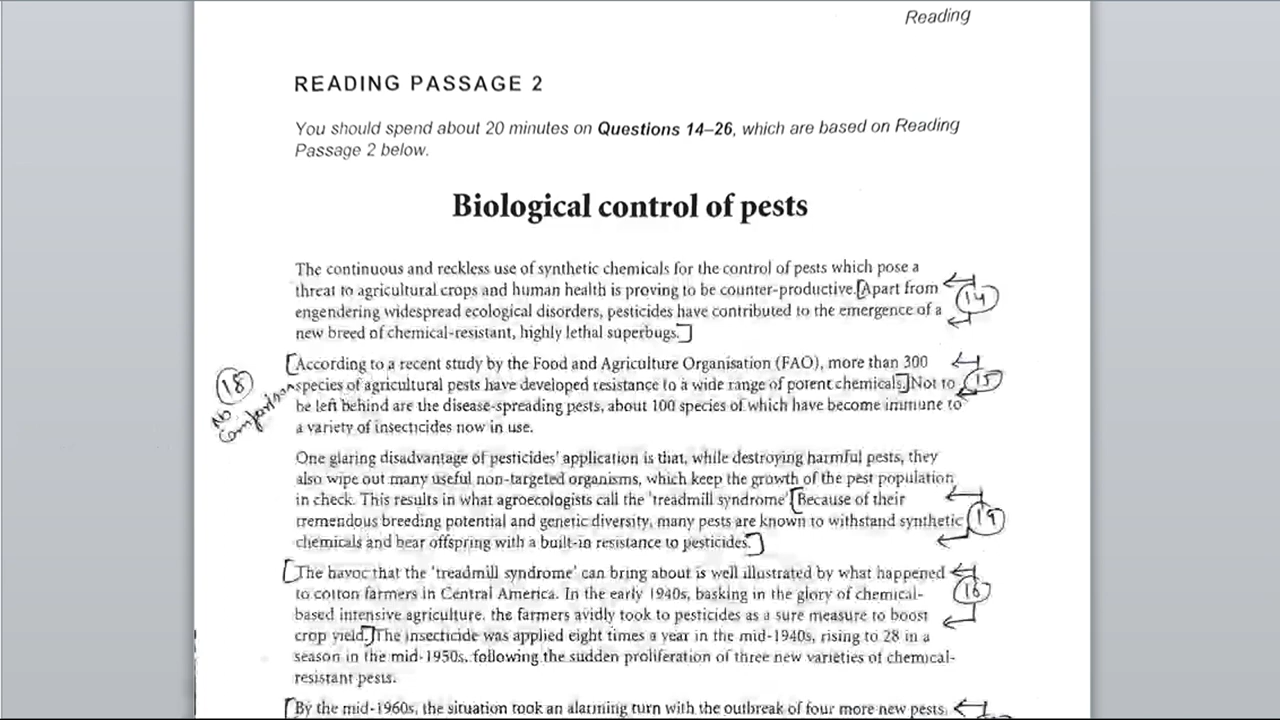 Reading
READING PASSAGE 2
You should spend about 20 minutes on Questions 14–26, which are based on Reading
Passage 2 below.
Biological control of pests
The continuous and reckless use of synthetic chemicals for the control of pests which pose a
threat to agricultural crops and human health is proving to be counter-productive. [Apart from
engendering widespread ecological disorders, pesticides have contributed to the emergence of a
new breed of chemical-resistant, highly lethal superbugs.]
14
[According to a recent study by the Food and Agriculture Organisation (FAO), more than 300
species of agricultural pests have developed resistance to a wide range of potent chemicals.] Not to
be left behind are the disease-spreading pests, about 100 species of which have become immune to
a variety of insecticides now in use.
15
18
No
Comparison
One glaring disadvantage of pesticides' application is that, while destroying harmful pests, they
also wipe out many useful non-targeted organisms, which keep the growth of the pest population
in check. This results in what agroecologists call the 'treadmill syndrome'. [Because of their
tremendous breeding potential and genetic diversity, many pests are known to withstand synthetic
chemicals and bear offspring with a built-in resistance to pesticides.]
19
[The havoc that the 'treadmill syndrome' can bring about is well illustrated by what happened
to cotton farmers in Central America. In the early 1940s, basking in the glory of chemical-
based intensive agriculture, the farmers avidly took to pesticides as a sure measure to boost
crop yield.] The insecticide was applied eight times a year in the mid-1940s, rising to 28 in a
season in the mid-1950s, following the sudden proliferation of three new varieties of chemical-
resistant pests.
16
[By the mid-1960s, the situation took an alarming turn with the outbreak of four more new pests,